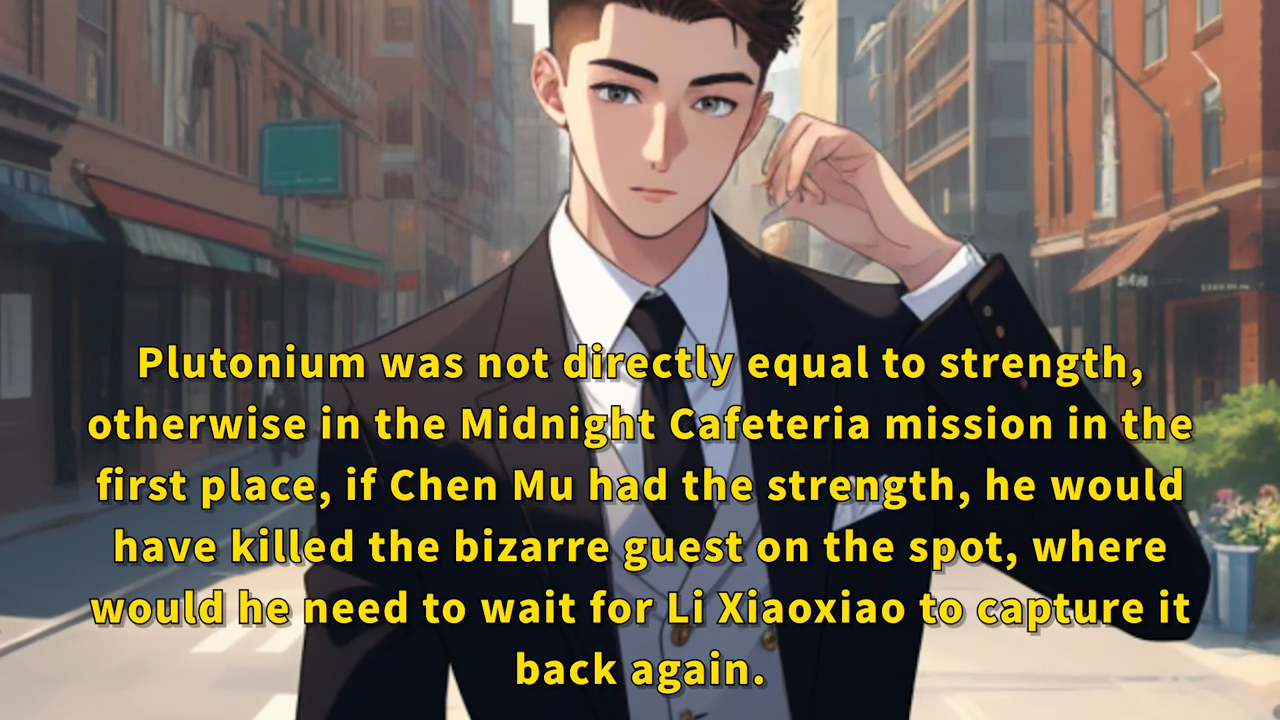 Plutonium was not directly equal to strength,
otherwise in the Midnight Cafeteria mission in the
first place, if Chen Mu had the strength, he would
have killed the bizarre guest on the spot, where
would he need to wait for Li Xiaoxiao to capture it
back again.